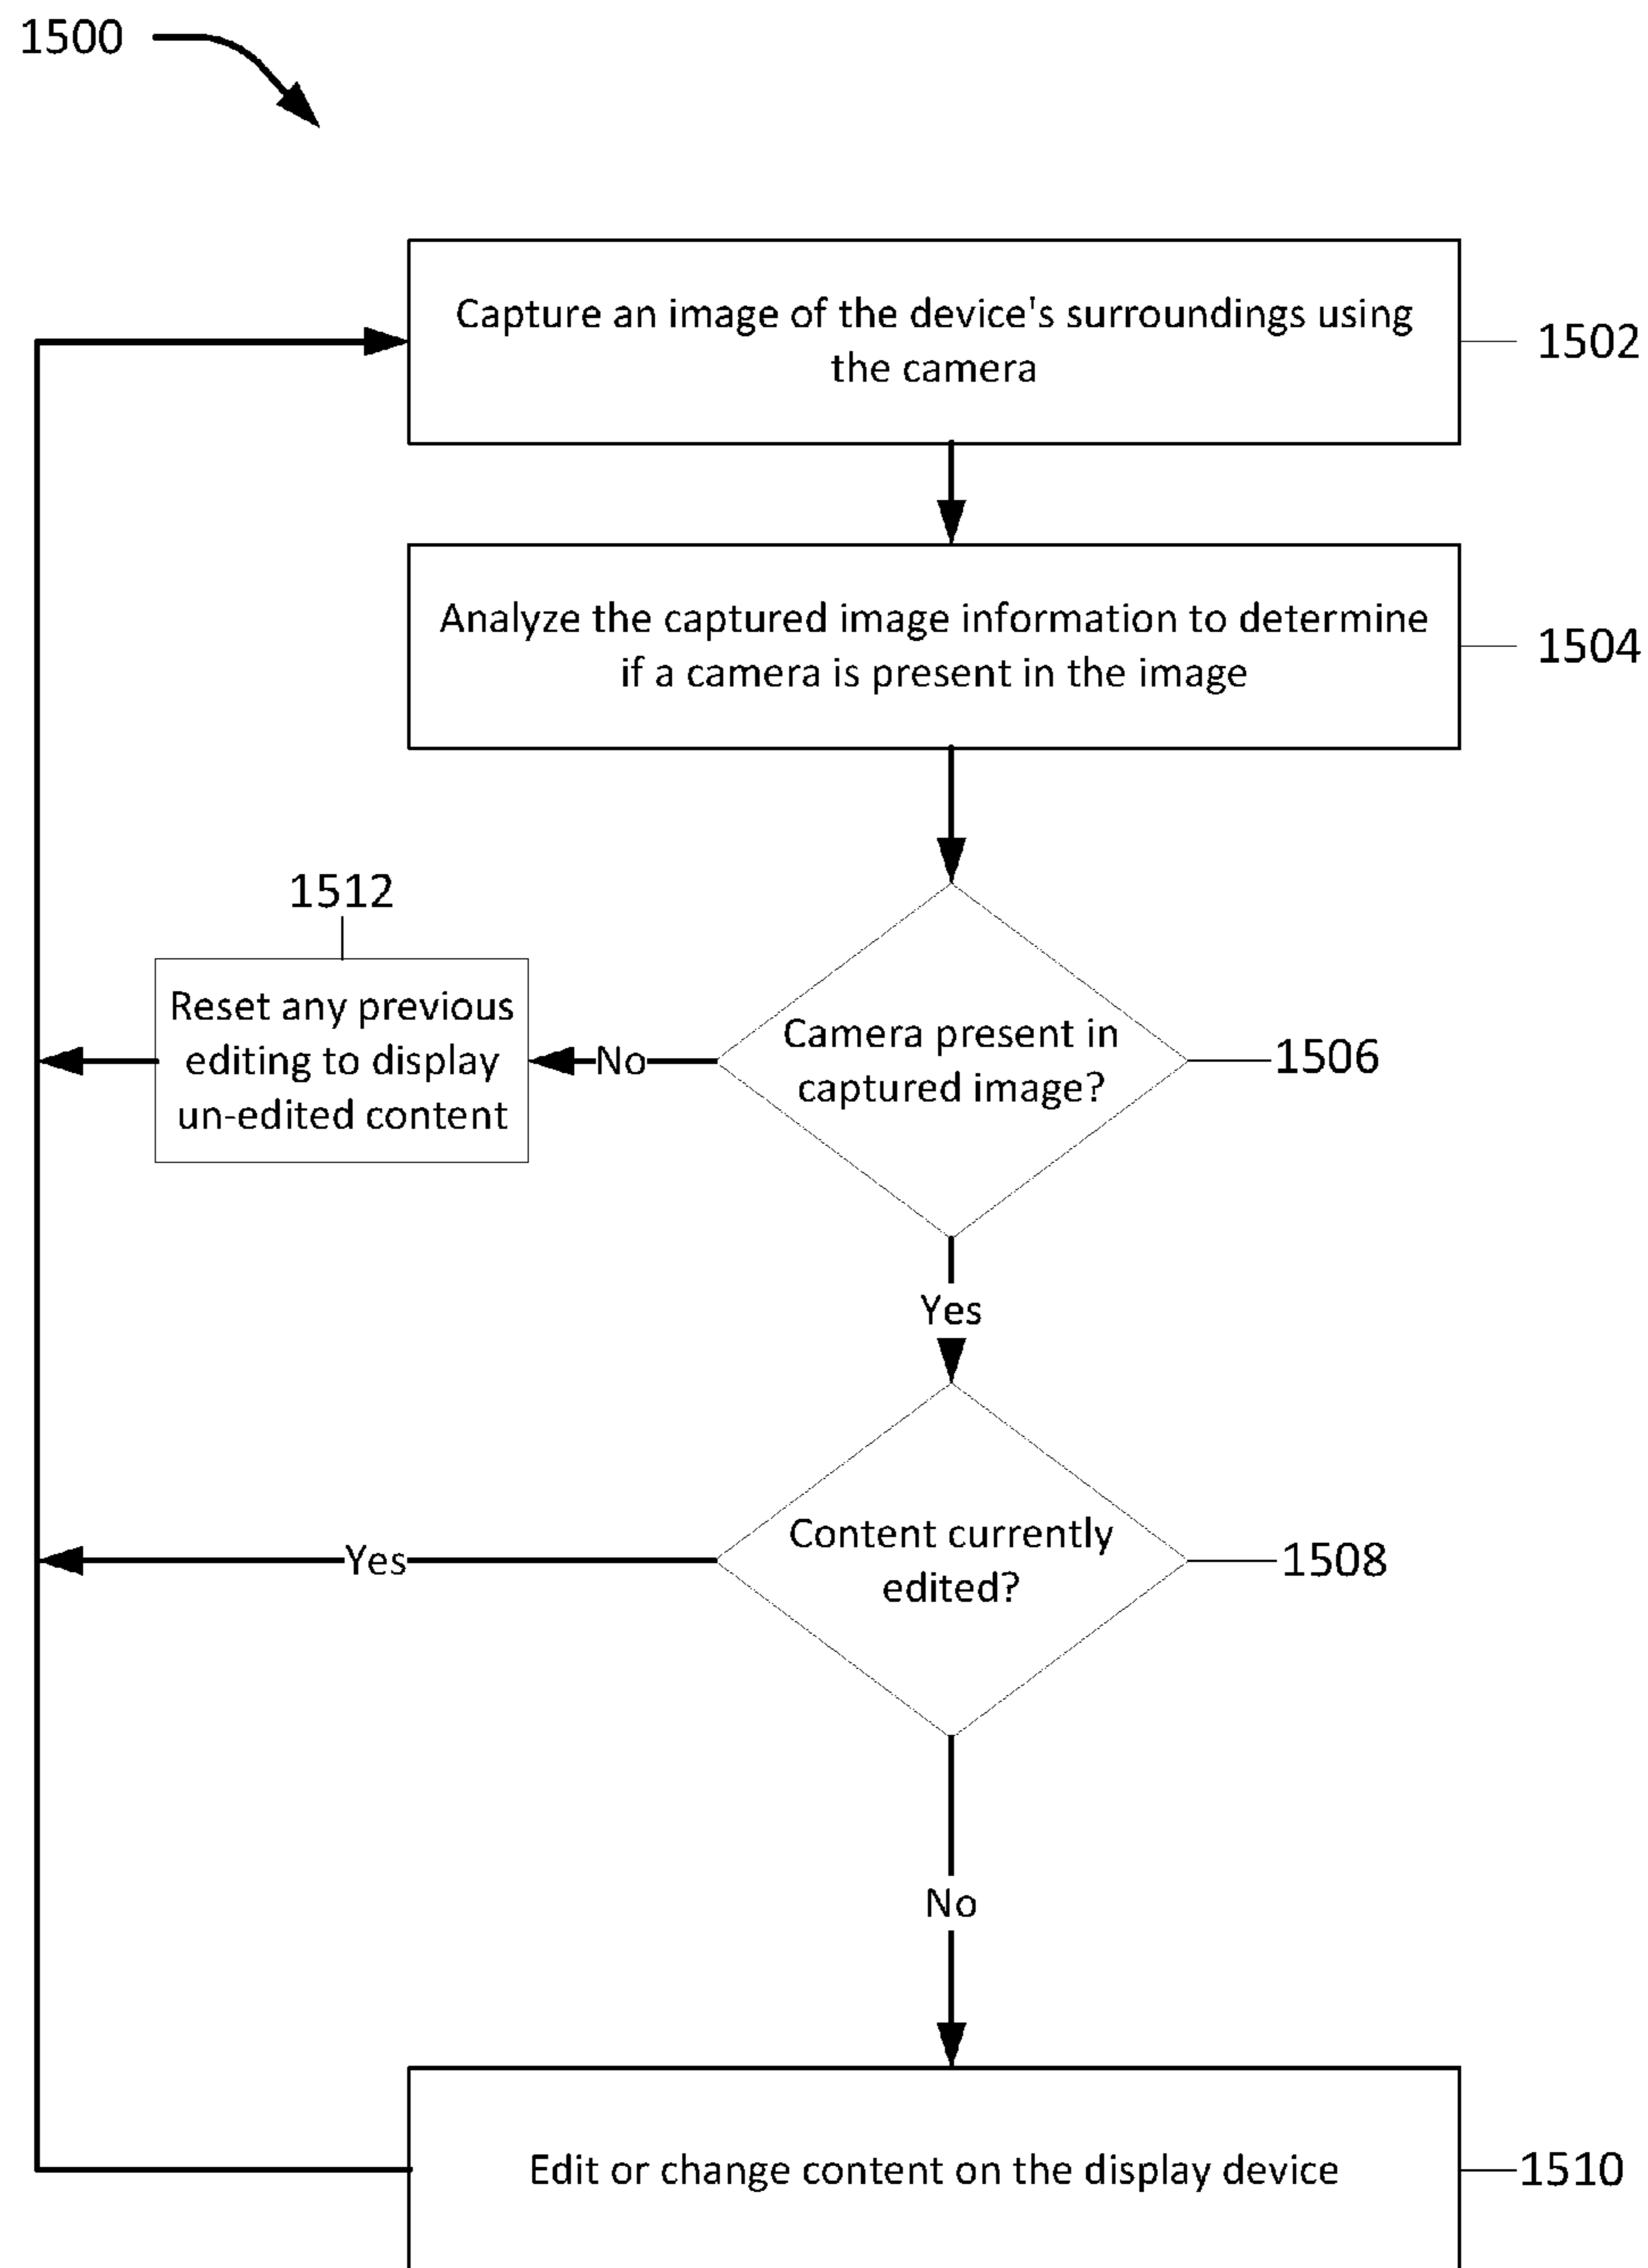 1500
Capture an image of the device's surroundings using
the camera
1502
Analyze the captured image information to determine
if a camera is present in the image
1504
1512
Reset any previous
editing to display
un-edited content
No
Camera present in
captured image?
1506
Yes
Content currently
edited?
1508
Yes
No
Edit or change content on the display device
1510